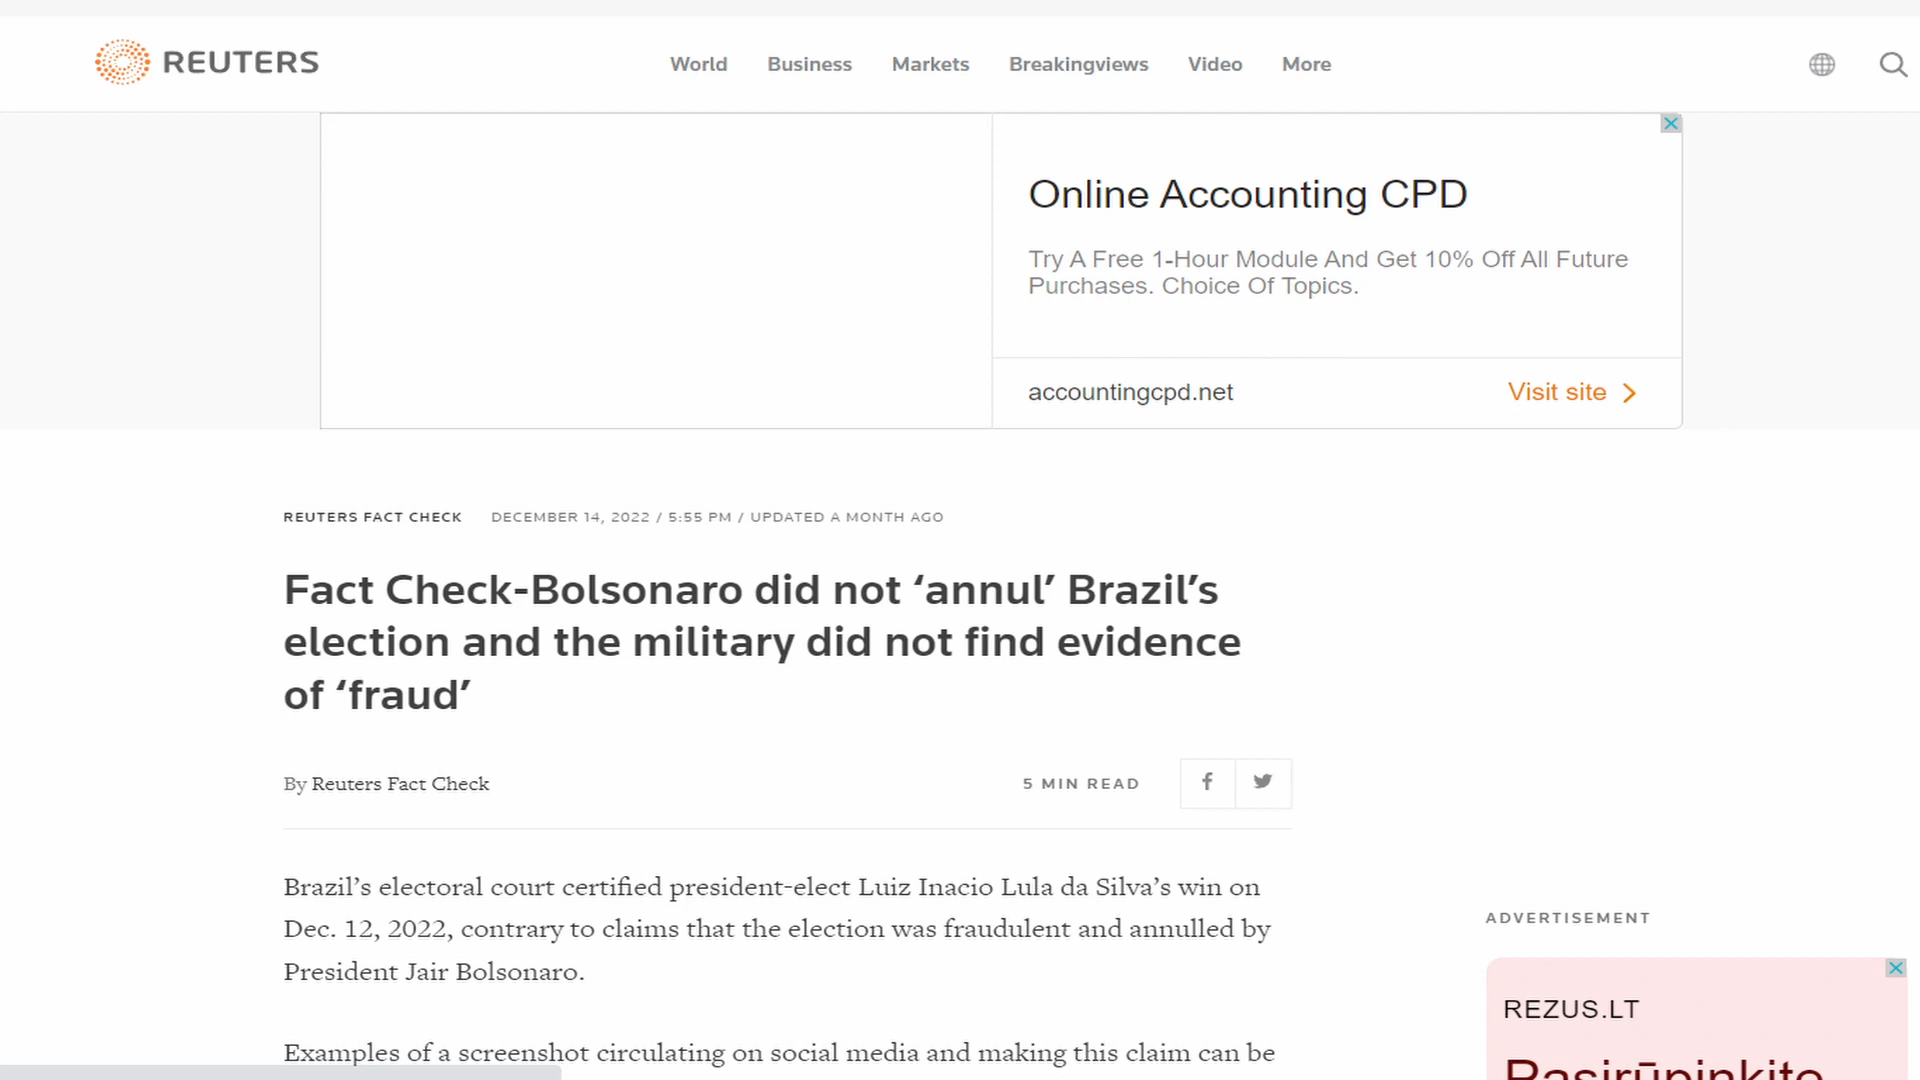 REUTERS
World Business Markets Breakingviews Video More
Online Accounting CPD
Try A Free 1-Hour Module And Get 10% Off All Future
Purchases. Choice Of Topics.
accountingcpd.net
Visit site
REUTERS FACT CHECK
DECEMBER 14, 2022 / 5:55 PM / UPDATED A MONTH AGO
Fact Check-Bolsonaro did not ‘annul’ Brazil’s
election and the military did not find evidence
of ‘fraud’
By Reuters Fact Check
5 MIN READ
Brazil’s electoral court certified president-elect Luiz Inacio Lula da Silva’s win on
Dec. 12, 2022, contrary to claims that the election was fraudulent and annulled by
President Jair Bolsonaro.
Examples of a screenshot circulating on social media and making this claim can be
ADVERTISEMENT
REZUS.LT
Pasirūpinkite